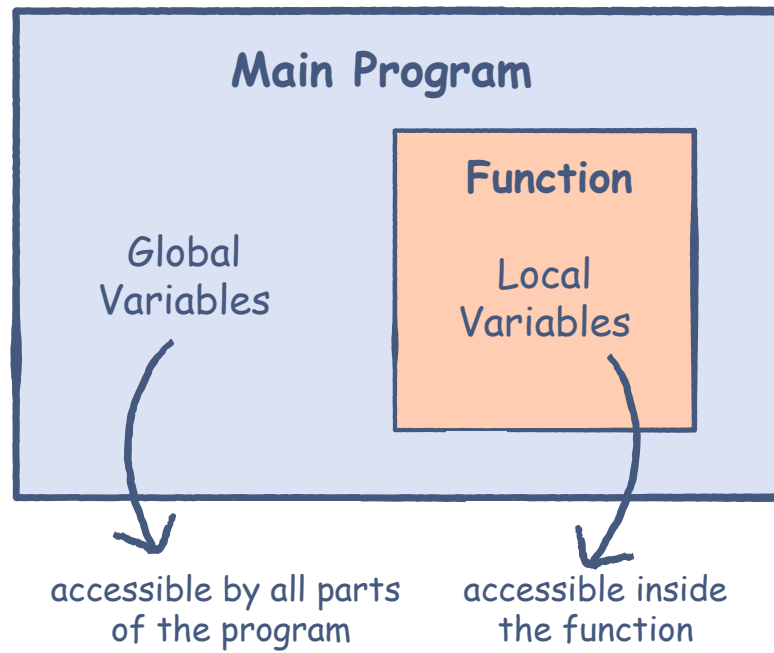 Main Program
Function
Global
Variables
Local
Variables
accessible by all parts
of the program
accessible inside
the function